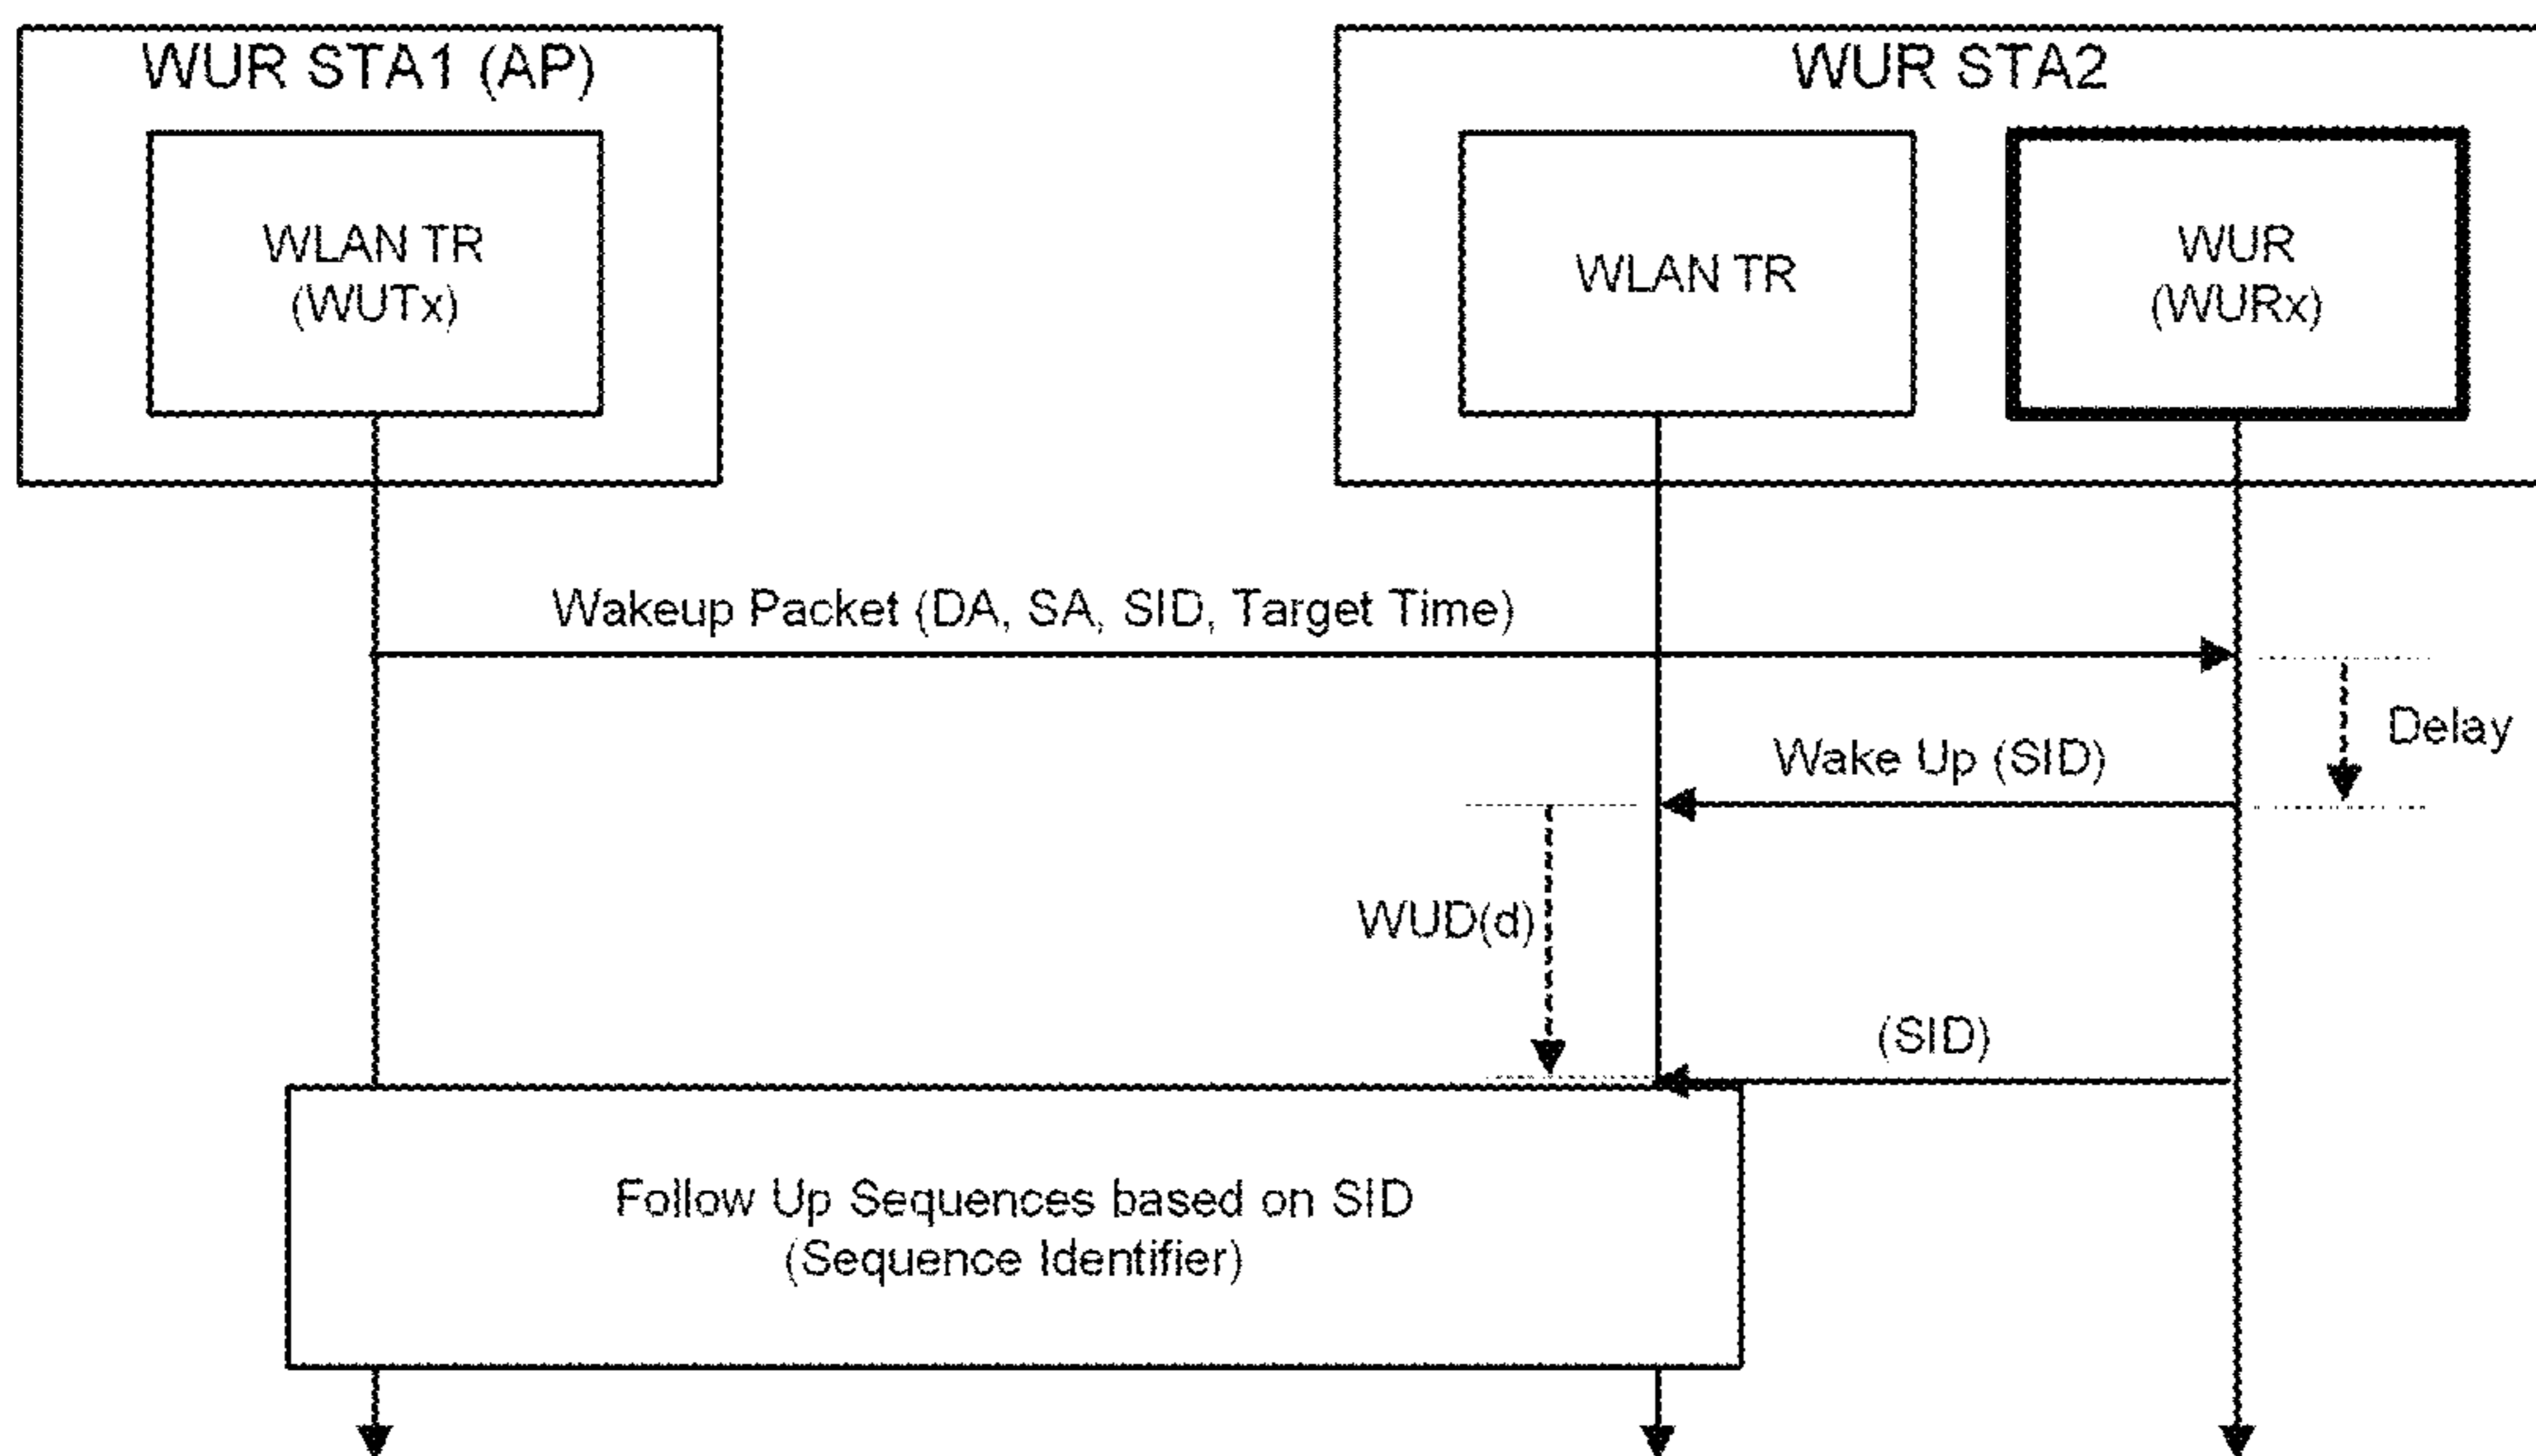 WUR STA1 (AP)
WUR STA2
WLAN TR
(WUTx)
WLAN TR
WUR
(WURx)
Wakeup Packet (DA, SA, SID, Target Time)
Delay
Wake Up (SID)
WUD(d)
(SID)
Follow Up Sequences based on SID
(Sequence Identifier)